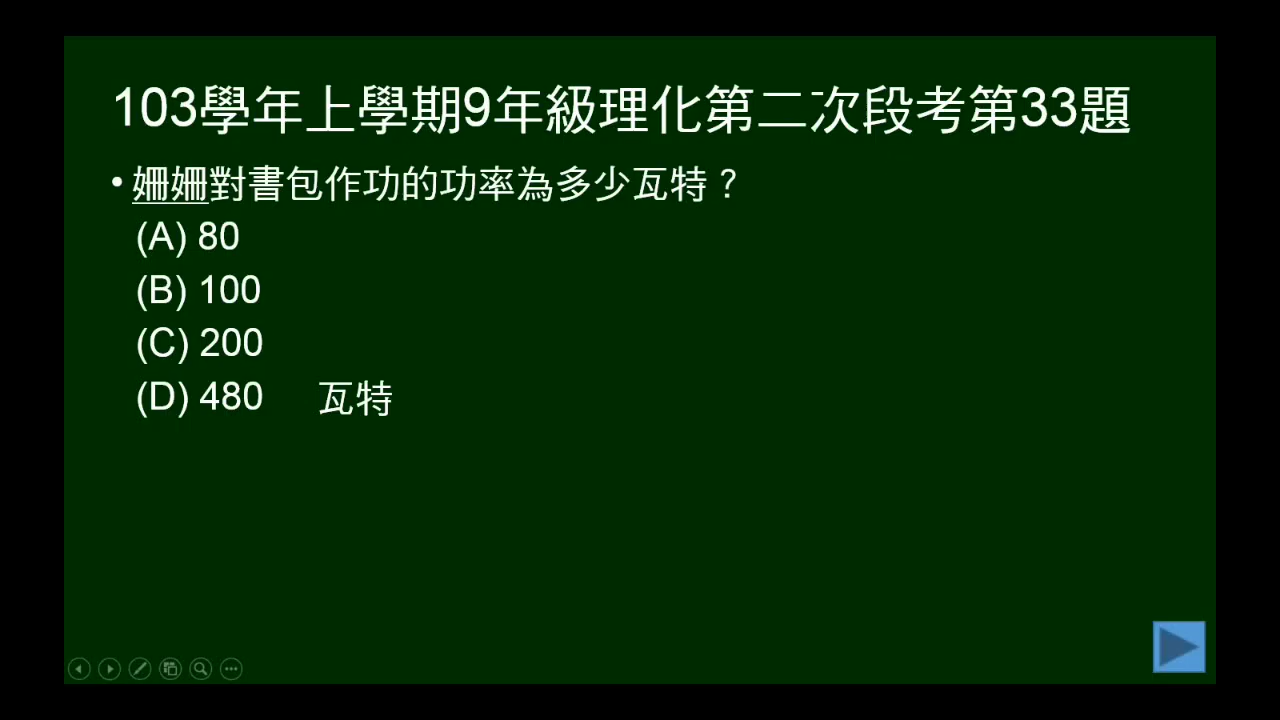 103學年上學期9年級理化第二次段考第33題
• 姍姍對書包作功的功率為多少瓦特？
(A) 80
(B) 100
(C) 200
(D) 480 瓦特